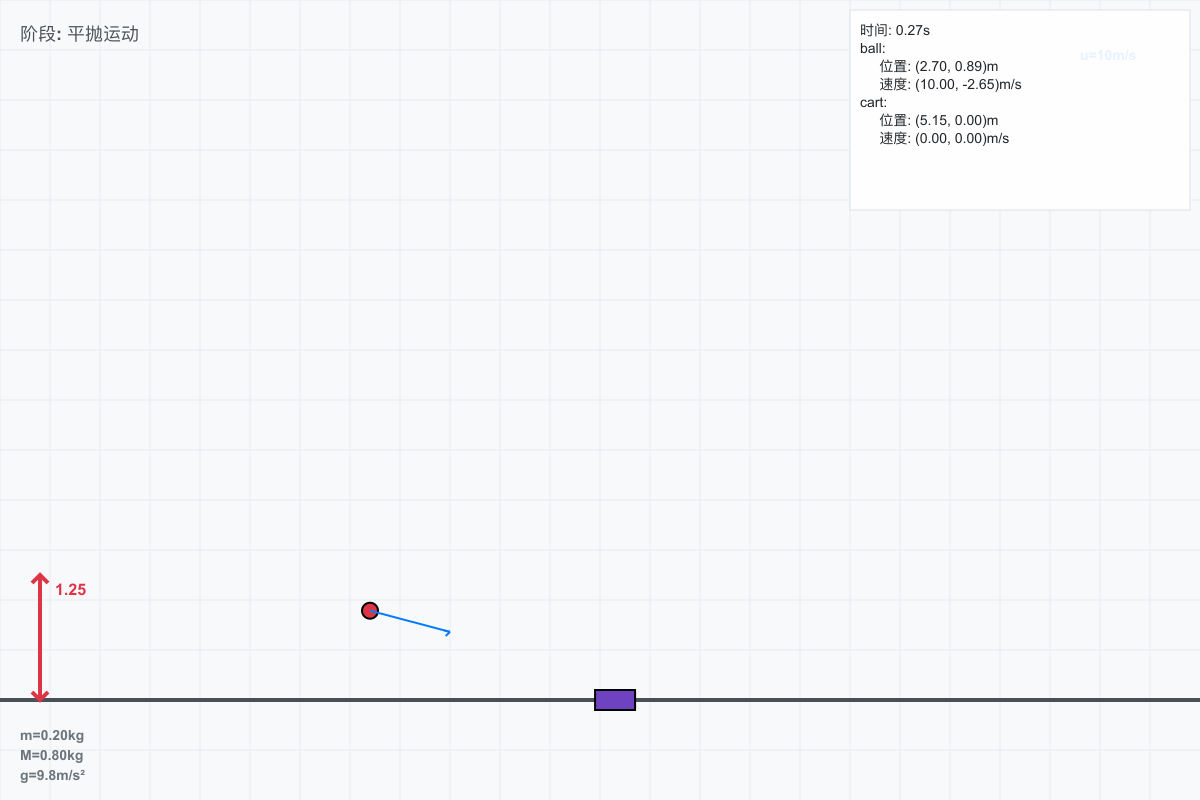 阶段: 平抛运动
时间: 0.27s
u=10m/s
ball:
位置: (2.70, 0.89)m
速度: (10.00, -2.65)m/s
cart:
位置: (5.15, 0.00)m
速度: (0.00, 0.00)m/s
1.25
m=0.20kg
M=0.80kg
g=9.8m/s²